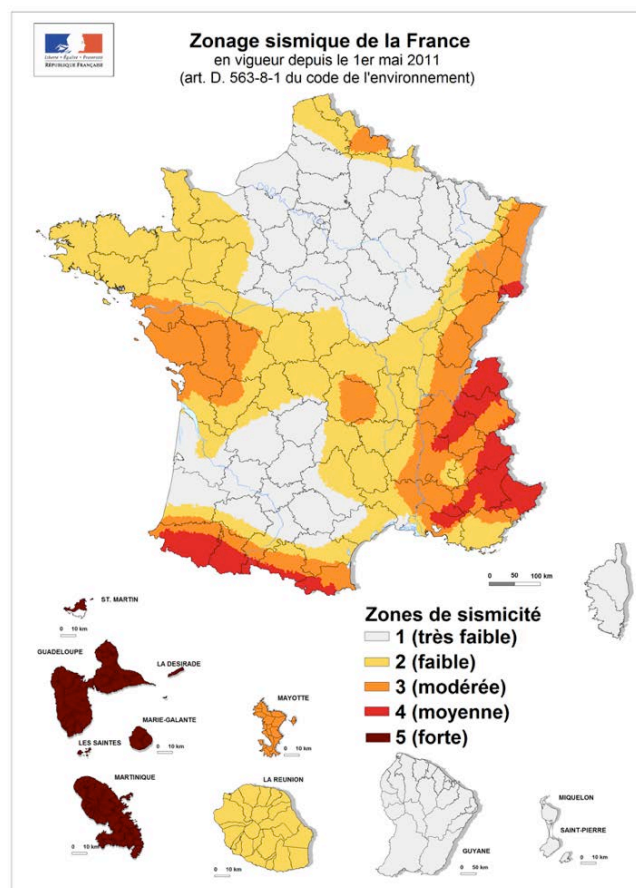 Liberté • Égalité • Fraternité
RÉPUBLIQUE FRANÇAISE
Zonage sismique de la France
en vigueur depuis le 1er mai 2011
(art. D. 563-8-1 du code de l'environnement)
0 50 100 km
ST. MARTIN
0 10 km
GUADELOUPE
LA DESIRADE
MARIE-GALANTE
0 10 km
LES SAINTES
0 10 km
MAYOTTE
0 10 km
Zones de sismicité
1 (très faible)
2 (faible)
3 (modérée)
4 (moyenne)
5 (forte)
MARTINIQUE
0 10 km
LA REUNION
0 10 km
GUYANE
0 50 km
MIQUELON
SAINT-PIERRE
0 10 km